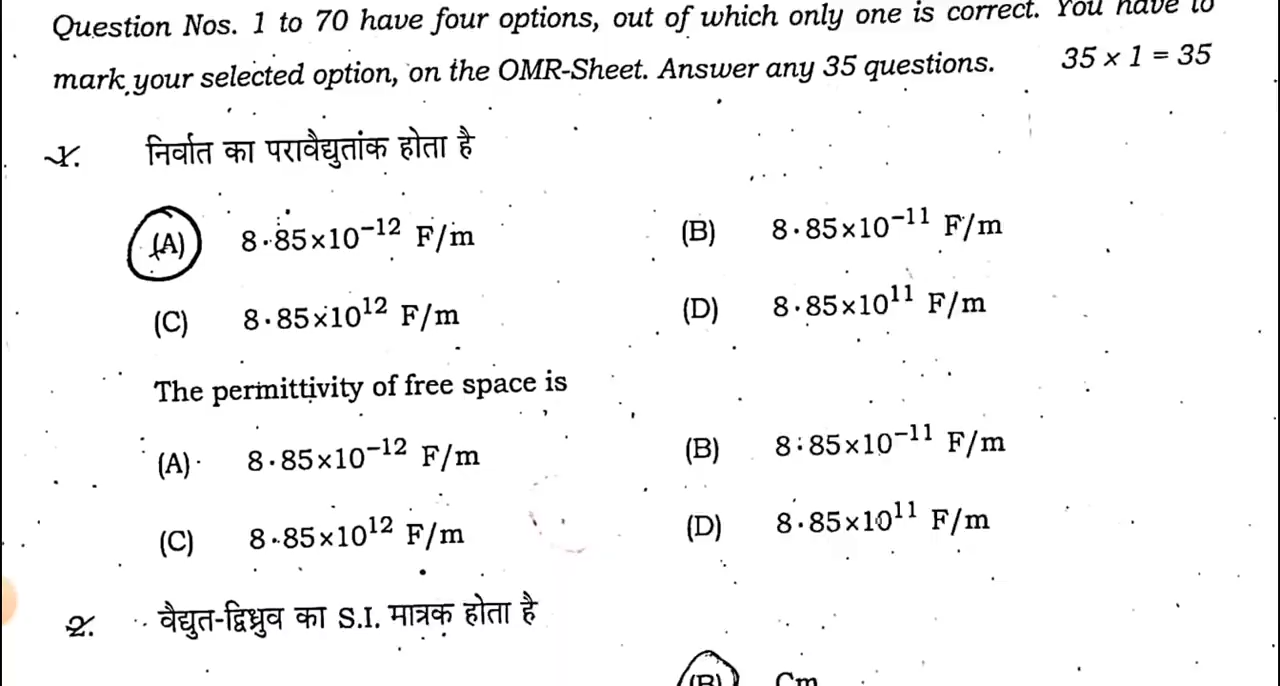 Question Nos. 1 to 70 have four options, out of which only one is correct. You have to
mark your selected option, on the OMR-Sheet. Answer any 35 questions. 35 × 1 = 35
1. निर्वात का परावैद्युतांक होता है
(A) 8·85×10⁻¹² F/m (B) 8·85×10⁻¹¹ F/m
(C) 8·85×10¹² F/m (D) 8·85×10¹¹ F/m
The permittivity of free space is
(A) 8·85×10⁻¹² F/m (B) 8·85×10⁻¹¹ F/m
(C) 8·85×10¹² F/m (D) 8·85×10¹¹ F/m
2. वैद्युत-द्विध्रुव का S.I. मात्रक होता है
(B) Cm